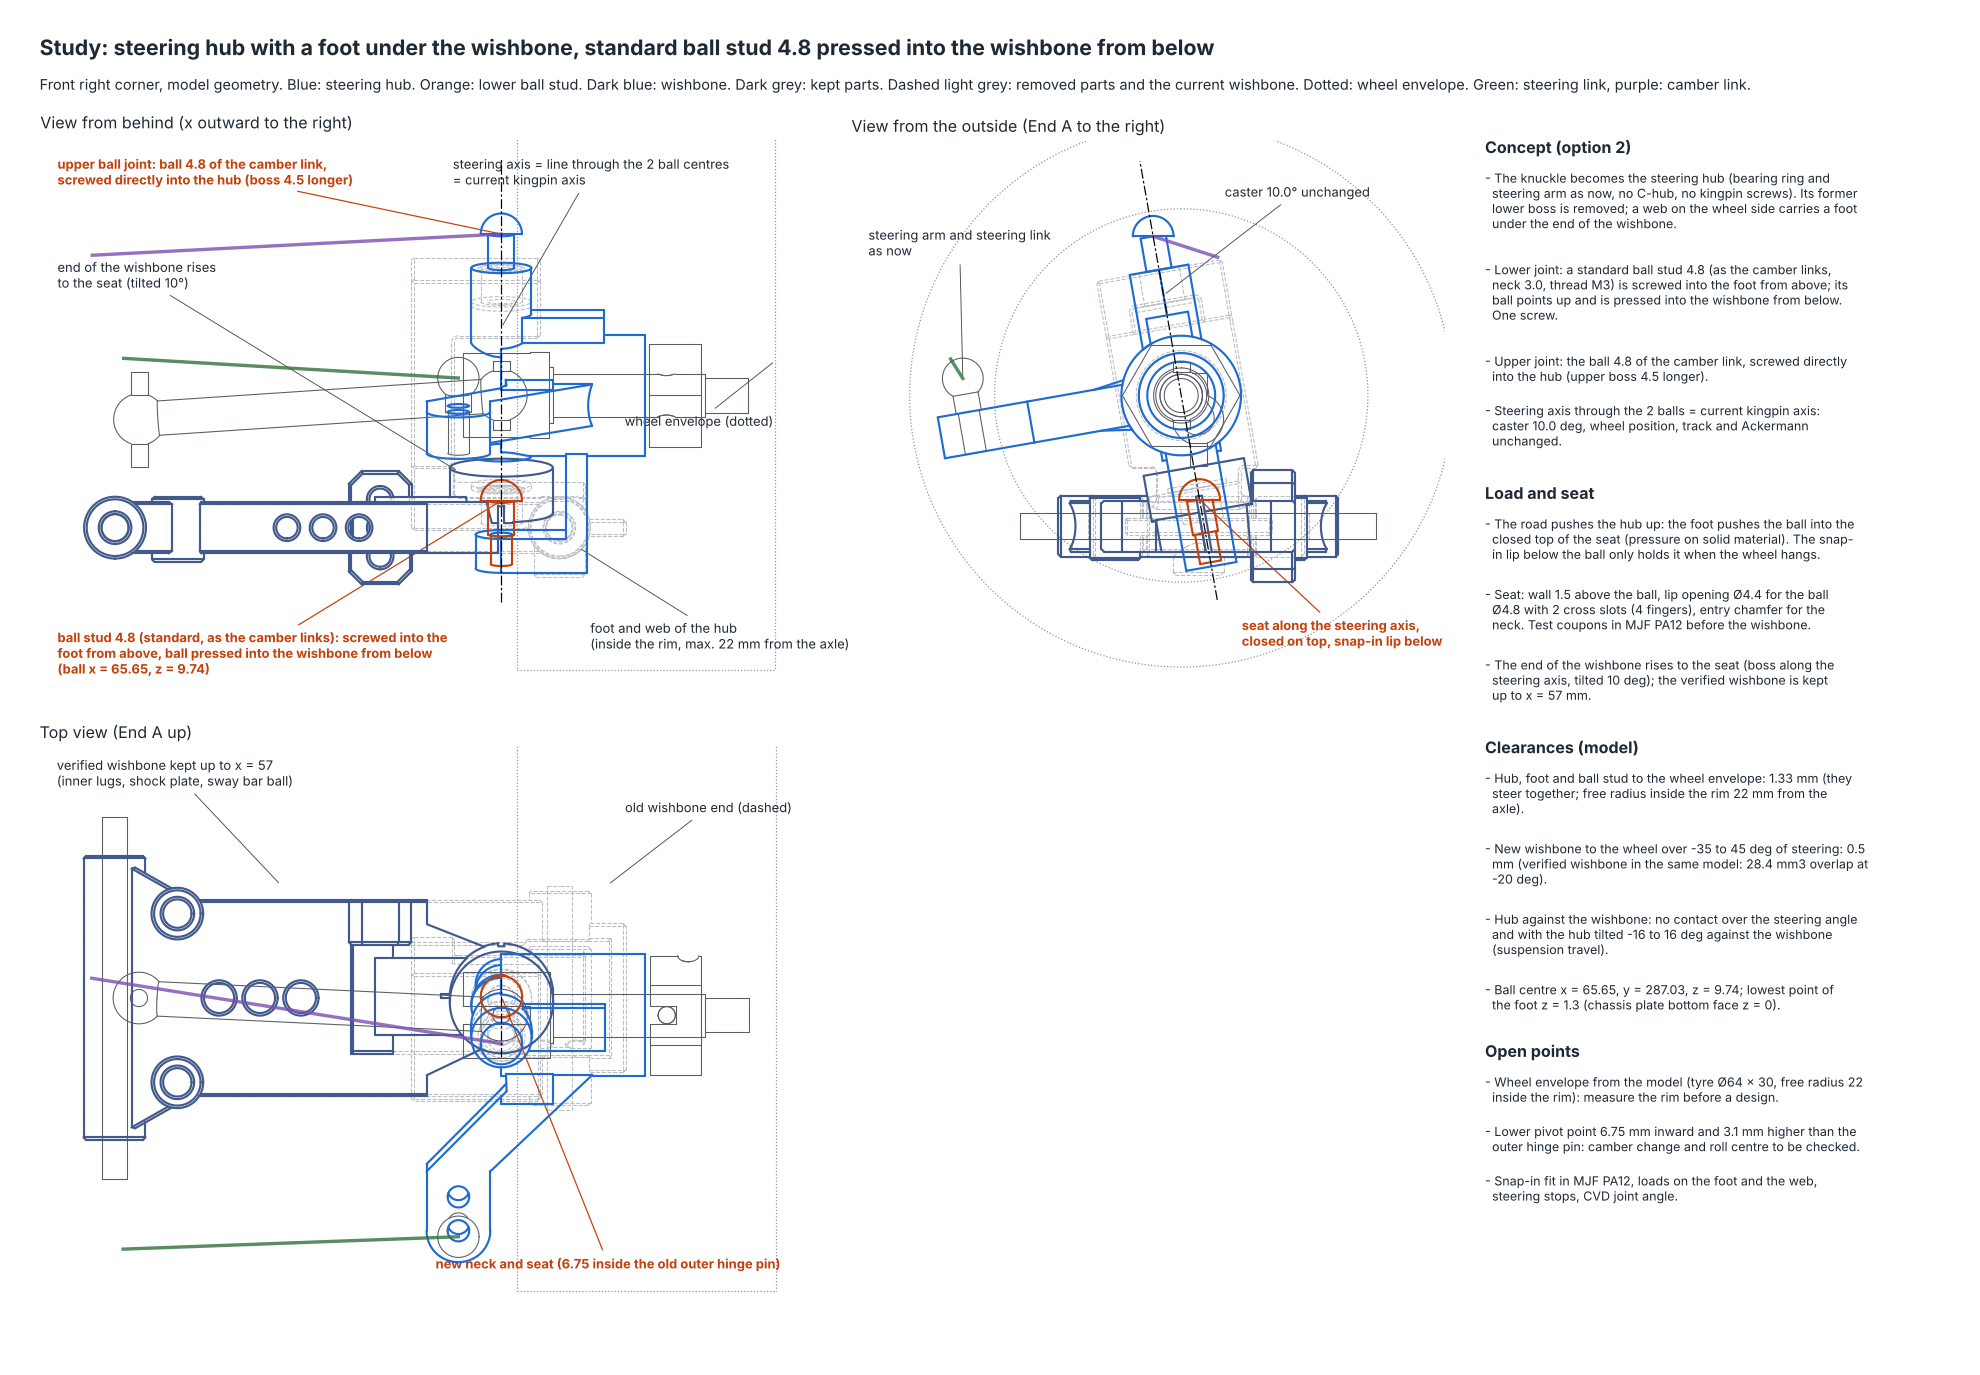 Study: steering hub with a foot under the wishbone, standard ball stud 4.8 pressed into the wishbone from below
Front right corner, model geometry. Blue: steering hub. Orange: lower ball stud. Dark blue: wishbone. Dark grey: kept parts. Dashed light grey: removed parts and the current wishbone. Dotted: wheel envelope. Green: steering link, purple: camber link.
View from behind (x outward to the right)
upper ball joint: ball 4.8 of the camber link,
screwed directly into the hub (boss 4.5 longer)
steering axis = line through the 2 ball centres
= current kingpin axis
end of the wishbone rises
to the seat (tilted 10°)
wheel envelope (dotted)
ball stud 4.8 (standard, as the camber links): screwed into the
foot from above, ball pressed into the wishbone from below
(ball x = 65.65, z = 9.74)
foot and web of the hub
(inside the rim, max. 22 mm from the axle)
View from the outside (End A to the right)
caster 10.0° unchanged
steering arm and steering link
as now
seat along the steering axis,
closed on top, snap-in lip below
Top view (End A up)
verified wishbone kept up to x = 57
(inner lugs, shock plate, sway bar ball)
old wishbone end (dashed)
new neck and seat (6.75 inside the old outer hinge pin)
Concept (option 2)
- The knuckle becomes the steering hub (bearing ring and
steering arm as now, no C-hub, no kingpin screws). Its former
lower boss is removed; a web on the wheel side carries a foot
under the end of the wishbone.
- Lower joint: a standard ball stud 4.8 (as the camber links,
neck 3.0, thread M3) is screwed into the foot from above; its
ball points up and is pressed into the wishbone from below.
One screw.
- Upper joint: the ball 4.8 of the camber link, screwed directly
into the hub (upper boss 4.5 longer).
- Steering axis through the 2 balls = current kingpin axis:
caster 10.0 deg, wheel position, track and Ackermann
unchanged.
Load and seat
- The road pushes the hub up: the foot pushes the ball into the
closed top of the seat (pressure on solid material). The snap-
in lip below the ball only holds it when the wheel hangs.
- Seat: wall 1.5 above the ball, lip opening Ø4.4 for the ball
Ø4.8 with 2 cross slots (4 fingers), entry chamfer for the
neck. Test coupons in MJF PA12 before the wishbone.
- The end of the wishbone rises to the seat (boss along the
steering axis, tilted 10 deg); the verified wishbone is kept
up to x = 57 mm.
Clearances (model)
- Hub, foot and ball stud to the wheel envelope: 1.33 mm (they
steer together; free radius inside the rim 22 mm from the
axle).
- New wishbone to the wheel over -35 to 45 deg of steering: 0.5
mm (verified wishbone in the same model: 28.4 mm3 overlap at
-20 deg).
- Hub against the wishbone: no contact over the steering angle
and with the hub tilted -16 to 16 deg against the wishbone
(suspension travel).
- Ball centre x = 65.65, y = 287.03, z = 9.74; lowest point of
the foot z = 1.3 (chassis plate bottom face z = 0).
Open points
- Wheel envelope from the model (tyre Ø64 × 30, free radius 22
inside the rim): measure the rim before a design.
- Lower pivot point 6.75 mm inward and 3.1 mm higher than the
outer hinge pin: camber change and roll centre to be checked.
- Snap-in fit in MJF PA12, loads on the foot and the web,
steering stops, CVD joint angle.